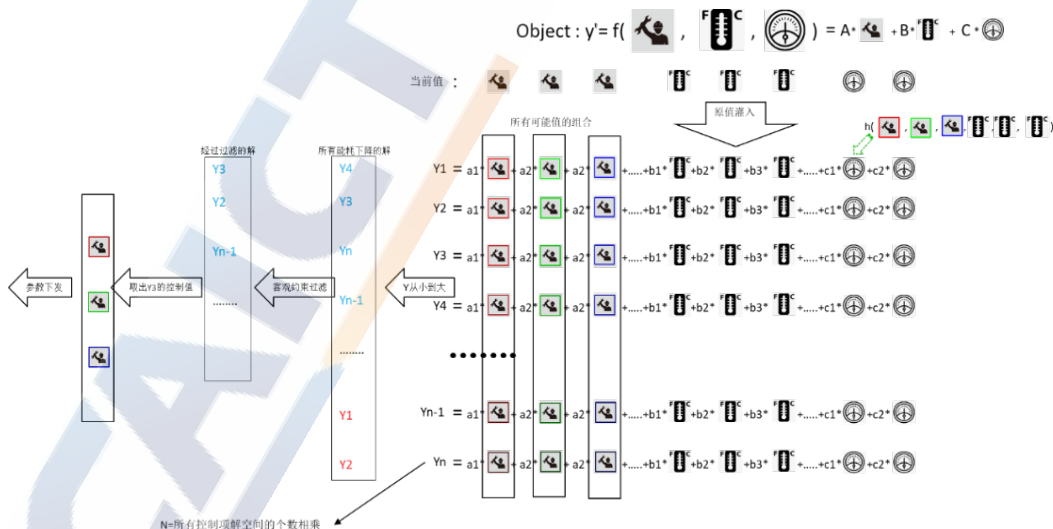 Object : y'= f( , , ) = A* +B* + C *
当前值 ：
所有可能值的组合
原值灌入
h( , , , , , )
经过过滤的解
所有能耗下降的解
Y3
Y2
Yn-1
........
Y4
Y3
Yn
Yn-1
........
Y1
Y2
Y1 = a1* + a2* + a2* +.....+b1* +b2* +b3* +.....+c1* +c2*
Y2 = a1* + a2* + a2* +.....+b1* +b2* +b3* +.....+c1* +c2*
Y3 = a1* + a2* + a2* +.....+b1* +b2* +b3* +.....+c1* +c2*
Y4 = a1* + a2* + a2* +.....+b1* +b2* +b3* +.....+c1* +c2*
Yn-1 = a1* + a2* + a2* +.....+b1* +b2* +b3* +.....+c1* +c2*
Yn = a1* + a2* + a2* +.....+b1* +b2* +b3* +.....+c1* +c2*
参数下发
取出Y3的控制值
客观约束过滤
Y从小到大
N=所有控制项解空间的个数相乘
CAICT